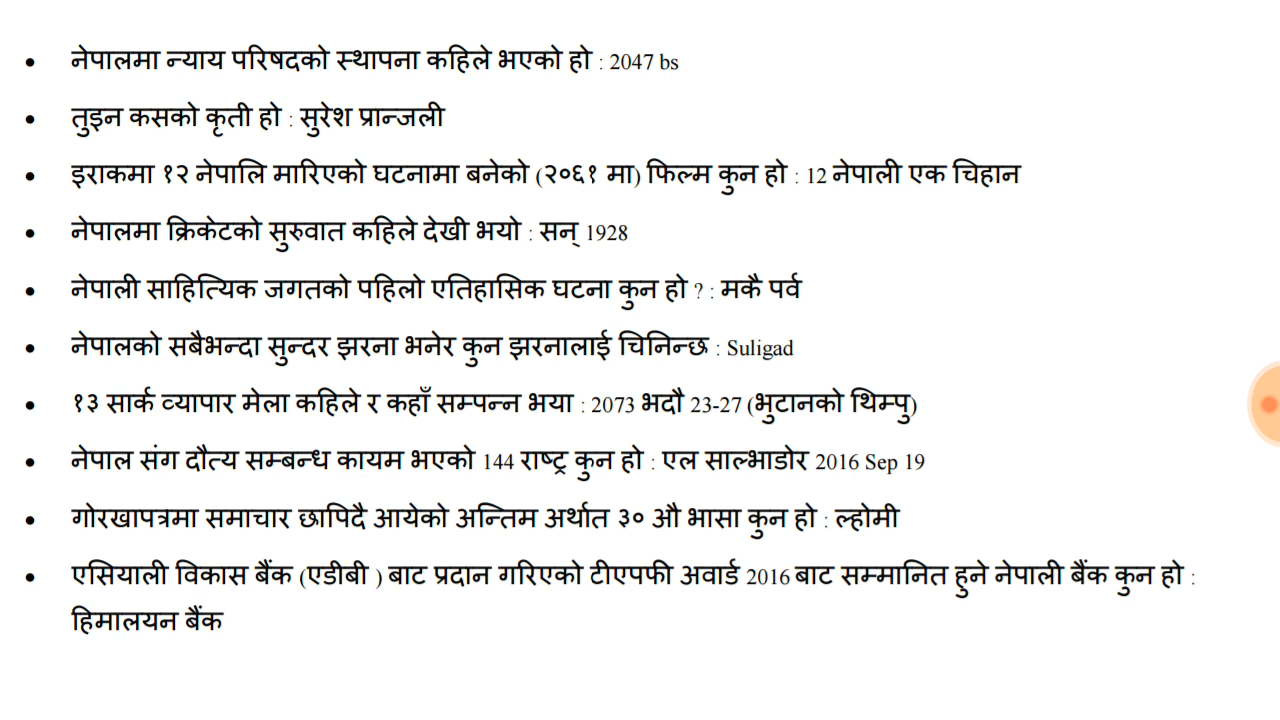 • नेपालमा न्याय परिषदको स्थापना कहिले भएको हो : 2047 bs
• तुइन कसको कृती हो : सुरेश प्रान्जली
• इराकमा १२ नेपालि मारिएको घटनामा बनेको (२०६१ मा) फिल्म कुन हो : 12 नेपाली एक चिहान
• नेपालमा क्रिकेटको सुरुवात कहिले देखी भयो : सन् 1928
• नेपाली साहित्यिक जगतको पहिलो एतिहासिक घटना कुन हो ? : मकै पर्व
• नेपालको सबैभन्दा सुन्दर झरना भनेर कुन झरनालाई चिनिन्छ : Suligad
• १३ सार्क व्यापार मेला कहिले र कहाँ सम्पन्न भया : 2073 भदौ 23-27 (भुटानको थिम्पु)
• नेपाल संग दौत्य सम्बन्ध कायम भएको 144 राष्ट्र कुन हो : एल साल्भाडोर 2016 Sep 19
• गोरखापत्रमा समाचार छापिदै आयेको अन्तिम अर्थात ३० औ भासा कुन हो : ल्होमी
• एसियाली विकास बैंक (एडीबी ) बाट प्रदान गरिएको टीएपफी अवार्ड 2016 बाट सम्मानित हुने नेपाली बैंक कुन हो :
हिमालयन बैंक